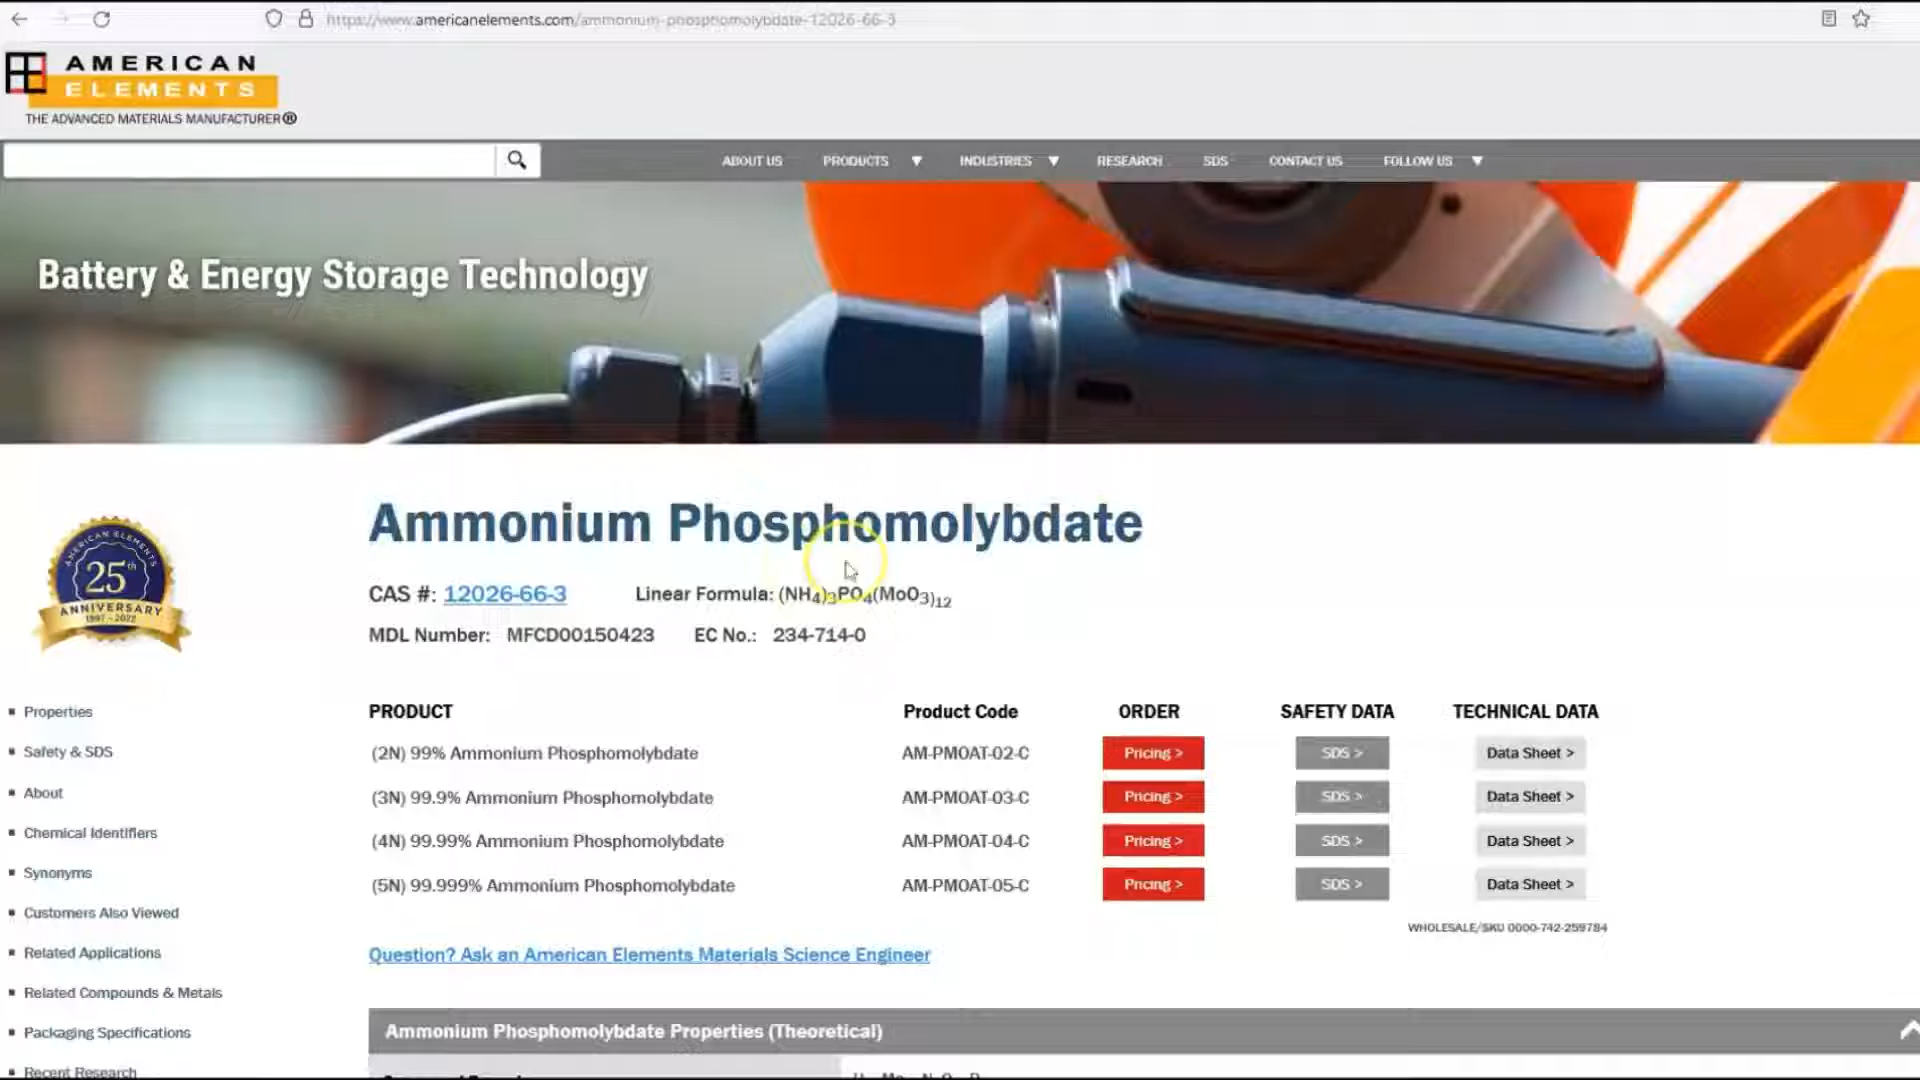 https://www.americanelements.com/ammonium-phosphomolybdate-12026-66-3
AMERICAN
ELEMENTS
THE ADVANCED MATERIALS MANUFACTURER®
ABOUT US PRODUCTS ▼ INDUSTRIES ▼ RESEARCH SDS CONTACT US FOLLOW US ▼
Battery & Energy Storage Technology
Ammonium Phosphomolybdate
AMERICAN ELEMENTS
25th
ANNIVERSARY
1997 - 2022
CAS #: 12026-66-3 Linear Formula: (NH4)3PO4(MoO3)12
MDL Number: MFCD00150423 EC No.: 234-714-0
Properties
Safety & SDS
About
Chemical Identifiers
Synonyms
Customers Also Viewed
Related Applications
Related Compounds & Metals
Packaging Specifications
Recent Research
PRODUCT Product Code ORDER SAFETY DATA TECHNICAL DATA
(2N) 99% Ammonium Phosphomolybdate AM-PMOAT-02-C Pricing > SDS > Data Sheet >
(3N) 99.9% Ammonium Phosphomolybdate AM-PMOAT-03-C Pricing > SDS > Data Sheet >
(4N) 99.99% Ammonium Phosphomolybdate AM-PMOAT-04-C Pricing > SDS > Data Sheet >
(5N) 99.999% Ammonium Phosphomolybdate AM-PMOAT-05-C Pricing > SDS > Data Sheet >
WHOLESALE/SKU 0000-742-259784
Question? Ask an American Elements Materials Science Engineer
Ammonium Phosphomolybdate Properties (Theoretical)